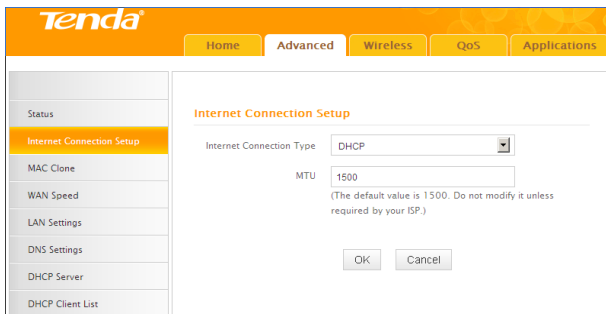 Tenda®
Home Advanced Wireless QoS Applications
Status
Internet Connection Setup
MAC Clone
WAN Speed
LAN Settings
DNS Settings
DHCP Server
DHCP Client List
Internet Connection Setup
Internet Connection Type DHCP
MTU 1500
(The default value is 1500. Do not modify it unless
required by your ISP.)
OK Cancel